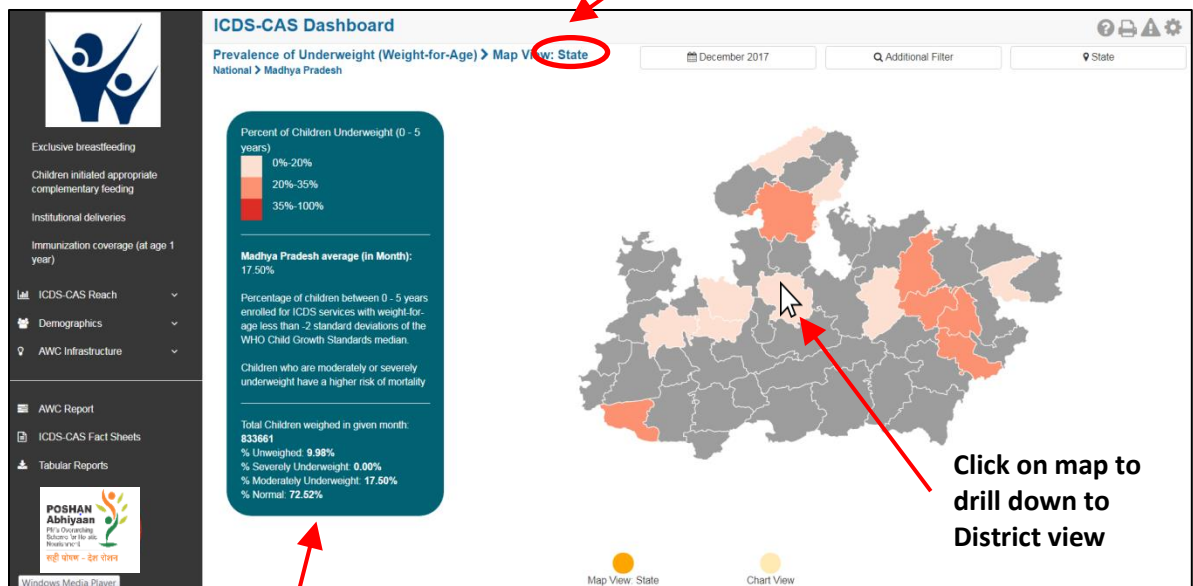 ICDS-CAS Dashboard
Prevalence of Underweight (Weight-for-Age) > Map View: State
National > Madhya Pradesh
December 2017
Additional Filter
State
Exclusive breastfeeding
Children initiated appropriate
complementary feeding
Institutional deliveries
Immunization coverage (at age 1
year)
ICDS-CAS Reach
Demographics
AWC Infrastructure
AWC Report
ICDS-CAS Fact Sheets
Tabular Reports
POSHAN
Abhiyaan
PM's Overarching
Scheme for Holistic
Nourishment
सही पोषण - देश रोशन
Windows Media Player
Percent of Children Underweight (0 - 5
years)
0%-20%
20%-35%
35%-100%
Madhya Pradesh average (in Month):
17.50%
Percentage of children between 0 - 5 years
enrolled for ICDS services with weight-for-
age less than -2 standard deviations of the
WHO Child Growth Standards median.
Children who are moderately or severely
underweight have a higher risk of mortality
Total Children weighed in given month:
833661
% Unweighed: 9.98%
% Severely Underweight: 0.00%
% Moderately Underweight: 17.50%
% Normal: 72.52%
Click on map to
drill down to
District view
Map View: State
Chart View